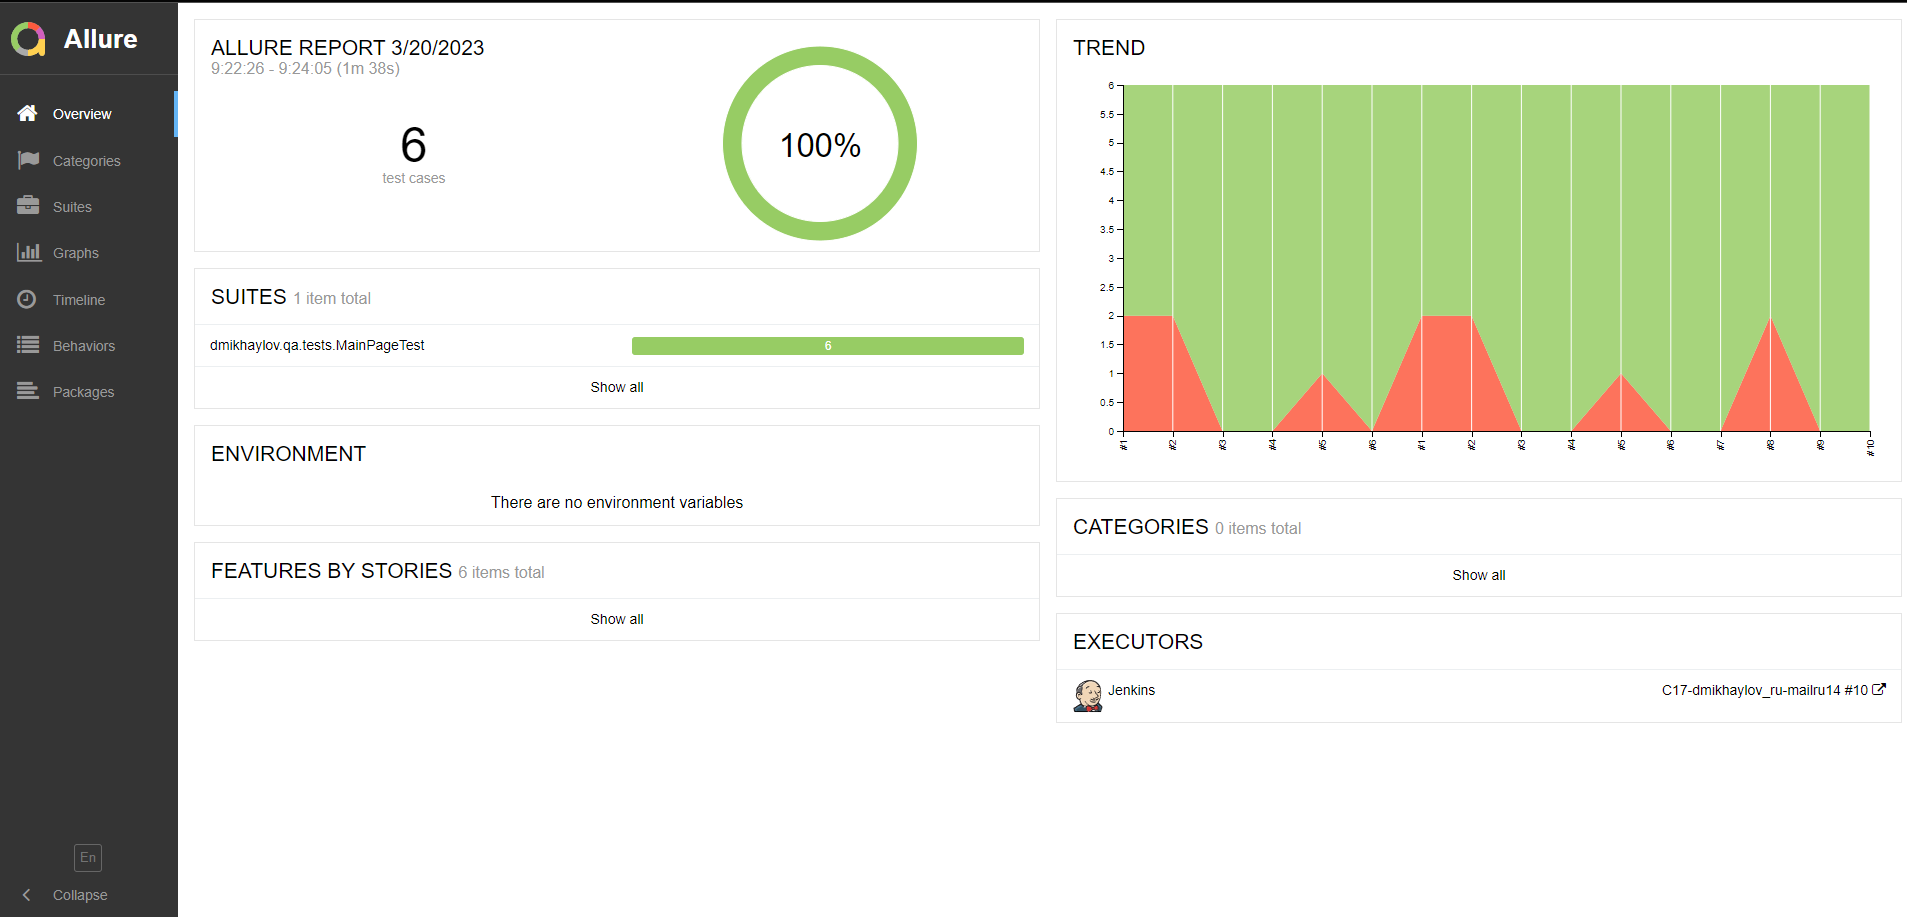 Allure
Overview
Categories
Suites
Graphs
Timeline
Behaviors
Packages
En
Collapse
ALLURE REPORT 3/20/2023
9:22:26 - 9:24:05 (1m 38s)
6
test cases
100%
SUITES 1 item total
dmikhaylov.qa.tests.MainPageTest 6
Show all
ENVIRONMENT
There are no environment variables
FEATURES BY STORIES 6 items total
Show all
TREND
6
5.5
5
4.5
4
3.5
3
2.5
2
1.5
1
0.5
0
#1 #2 #3 #4 #5 #6 #1 #2 #3 #4 #5 #6 #7 #8 #9 #10
CATEGORIES 0 items total
Show all
EXECUTORS
Jenkins C17-dmikhaylov_ru-mailru14 #10